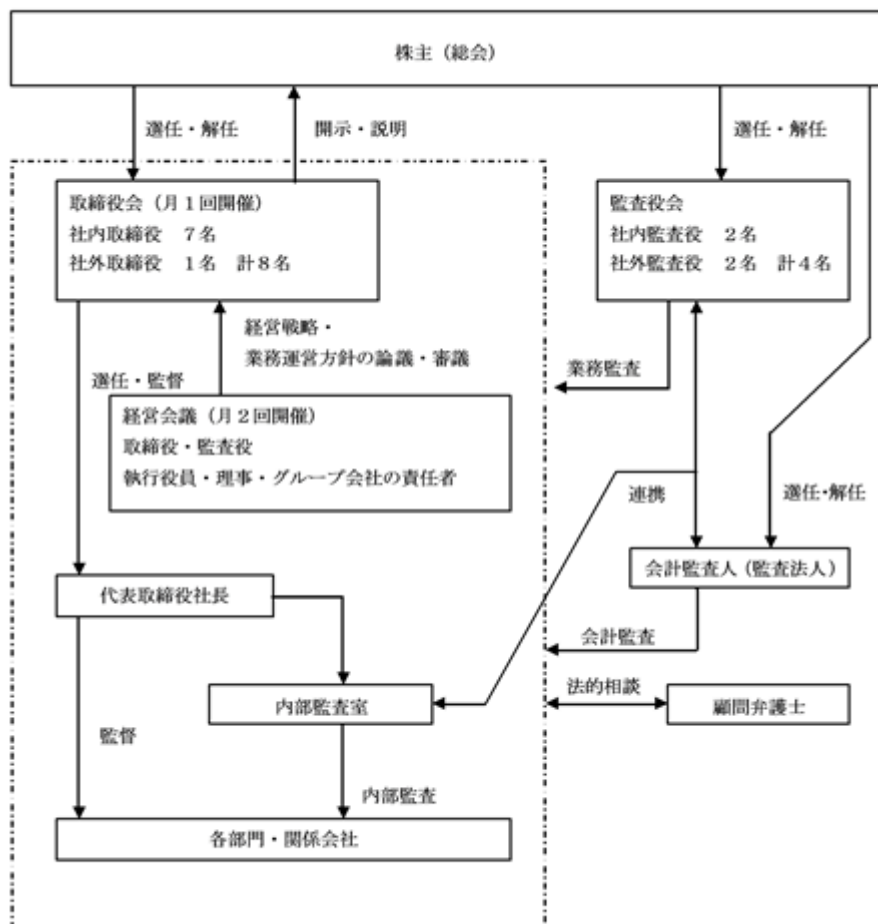 株主（総会）
選任・解任
開示・説明
選任・解任
取締役会（月１回開催）
社内取締役　７名
社外取締役　１名　計８名
監査役会
社内監査役　２名
社外監査役　２名　計４名
経営戦略・
業務運営方針の論議・審議
業務監査
選任・監督
経営会議（月２回開催）
取締役・監査役
執行役員・理事・グループ会社の責任者
連携
選任・解任
会計監査人（監査法人）
代表取締役社長
会計監査
法的相談
内部監査室
顧問弁護士
監督
内部監査
各部門・関係会社